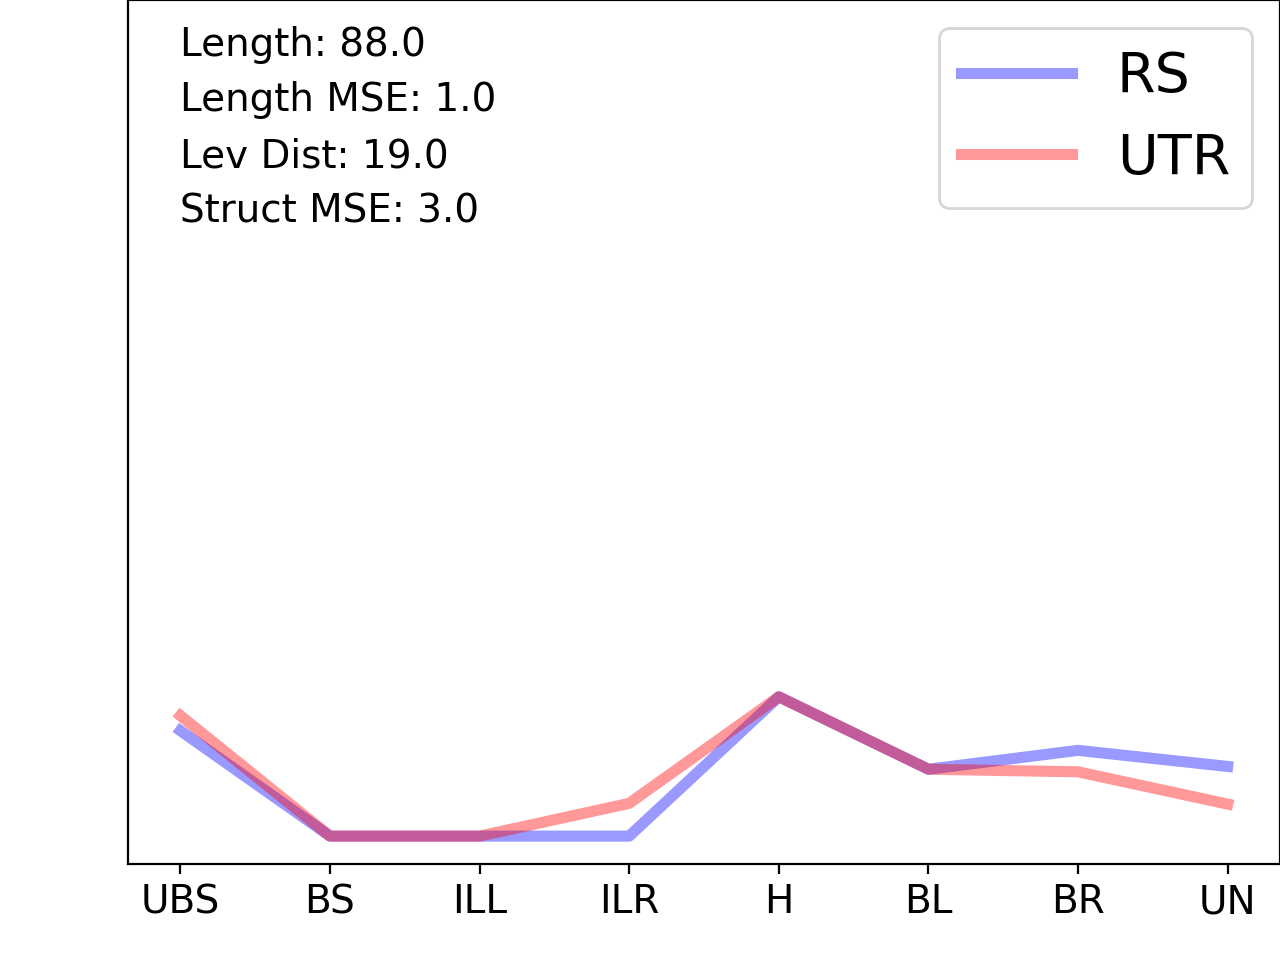 Length: 88.0
Length MSE: 1.0
Lev Dist: 19.0
Struct MSE: 3.0
RS
UTR
UBS BS ILL ILR H BL BR UN